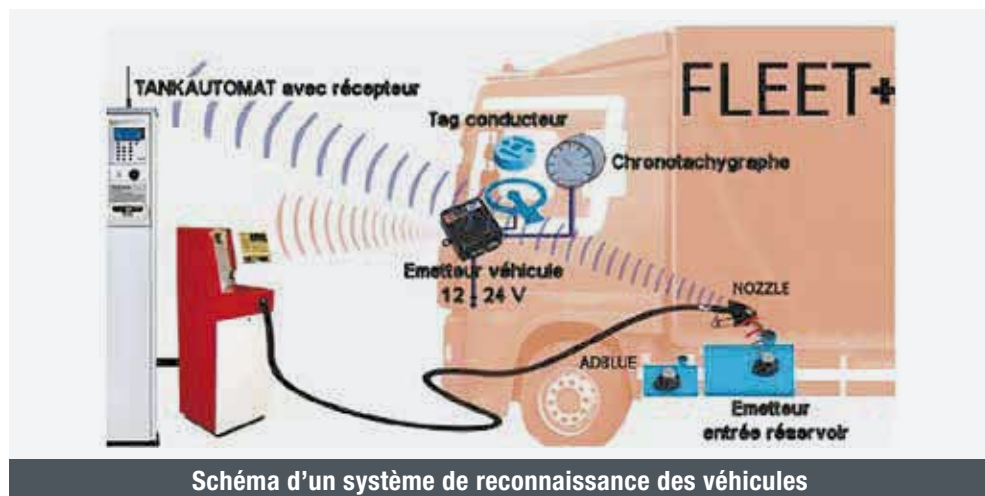 TANKAUTOMAT avec récepteur
FLEET+
Tag conducteur
Chronotachygraphe
Emetteur véhicule
12 - 24 V
NOZZLE
ADBLUE
Emetteur
entrée réservoir
Schéma d'un système de reconnaissance des véhicules